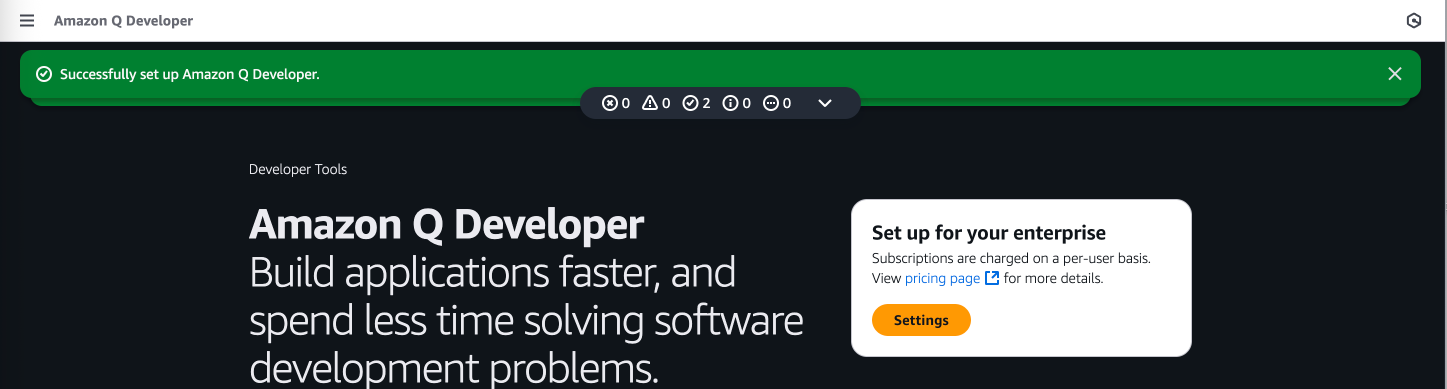 Amazon Q Developer
Successfully set up Amazon Q Developer.
0 0 2 0 0
Developer Tools
Amazon Q Developer
Build applications faster, and
spend less time solving software
development problems.
Set up for your enterprise
Subscriptions are charged on a per-user basis.
View pricing page for more details.
Settings